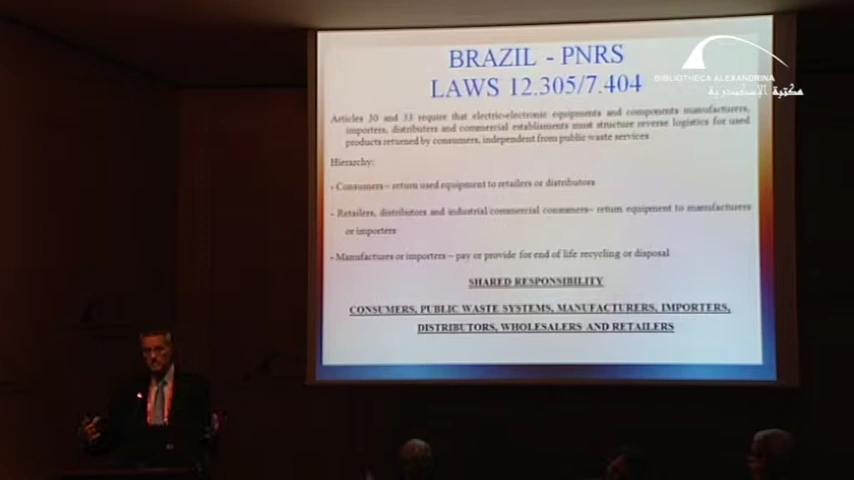 BRAZIL - PNRS
LAWS 12.305/7.404
BIBLIOTHECA ALEXANDRINA
مكتبة الإسكندرية
Articles 30 and 33 require that electric-electronic equipments and components manufacturers,
importers, distributers and commercial establisments must structure reverse logistics for used
products returned by consumers, independent from public waste services
Hierarchy:
- Consumers– return used equipment to retailers or distributors
- Retailers, distributors and industrial/commercial consumers– return equipment to manufacturers
or importers
- Manufactures or importers – pay or provide for end of life recycling or disposal
SHARED RESPONSIBILITY
CONSUMERS, PUBLIC WASTE SYSTEMS, MANUFACTURERS, IMPORTERS,
DISTRIBUTORS, WHOLESALERS AND RETAILERS